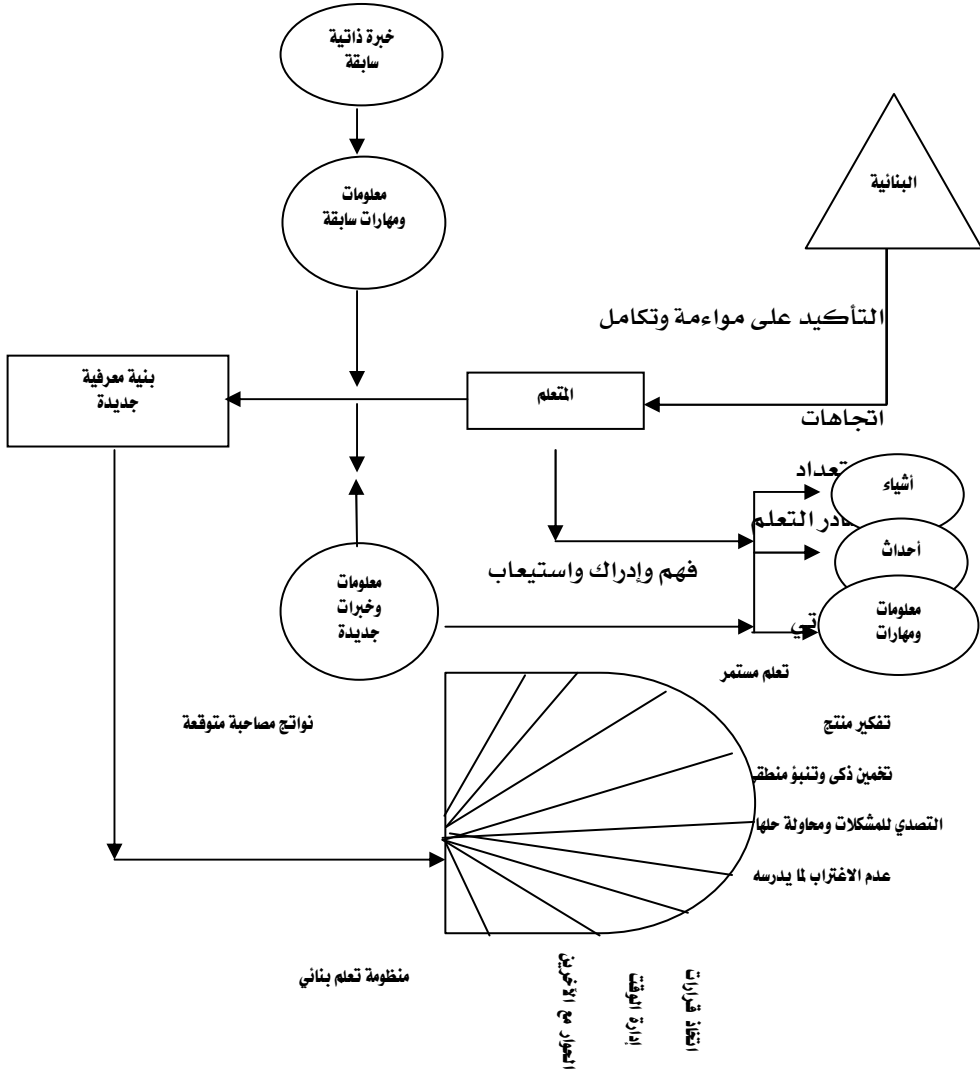 خبرة ذاتية
سابقة
معلومات
ومهارات سابقة
البنائية
التأكيد على مواءمة وتكامل
بنية معرفية
جديدة
المتعلم
اتجاهات
أشياء
التعلم
أحداث
فهم وإدراك واستيعاب
معلومات
وخبرات
جديدة
معلومات
ومهارات
تعلم مستمر
نواتج مصاحبة متوقعة
تفكير منتج
تخمين ذكى وتنبؤ منطقي
التصدي للمشكلات ومحاولة حلها
عدم الاغتراب لما يدرسه
منظومة تعلم بنائي
الحوار مع الآخرين
إدارة الوقت
اتخاذ قرارات